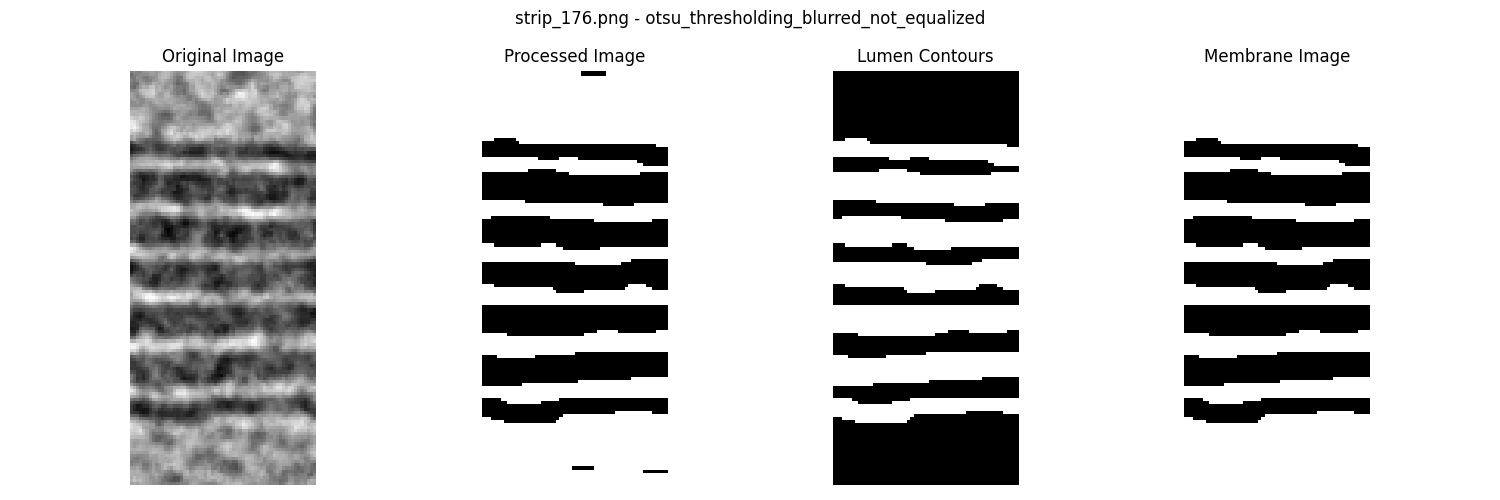 strip_176.png - otsu_thresholding_blurred_not_equalized
Original Image
Processed Image
Lumen Contours
Membrane Image